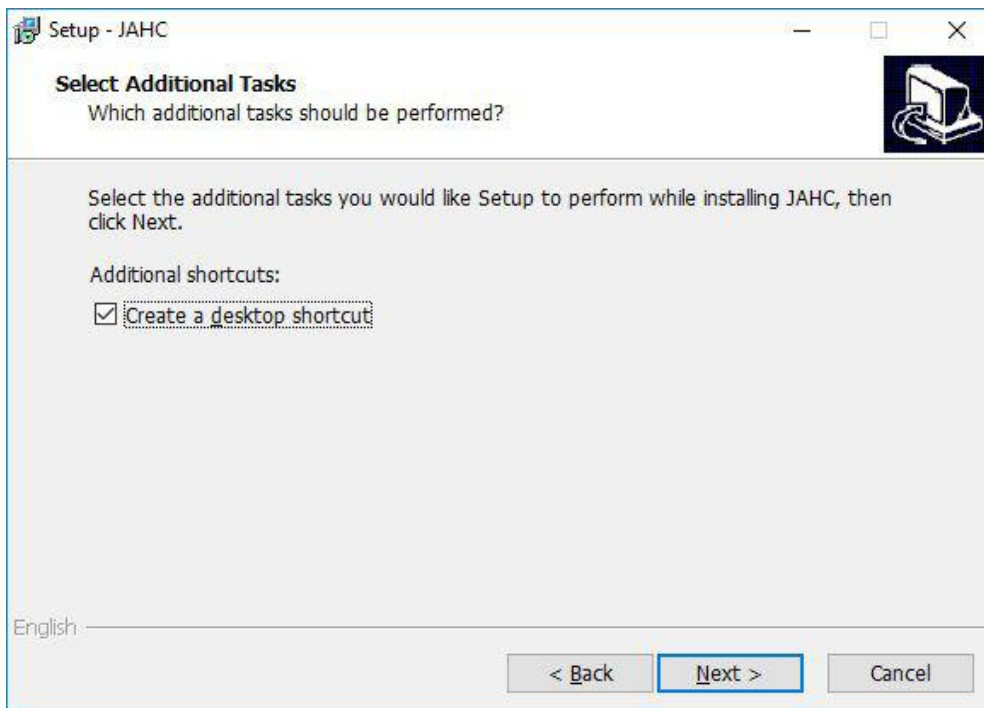 Setup - JAHC
Select Additional Tasks
Which additional tasks should be performed?
Select the additional tasks you would like Setup to perform while installing JAHC, then
click Next.
Additional shortcuts:
Create a desktop shortcut
English
< Back
Next >
Cancel